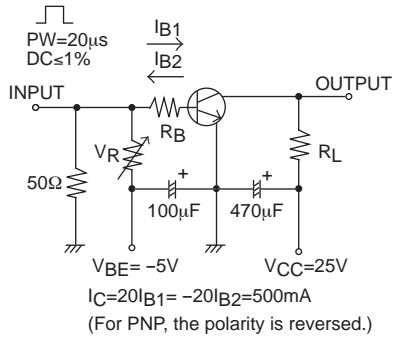 PW=20μs
DC≤1%
IB1
IB2
INPUT
OUTPUT
RB
VR
RL
50Ω
+
+
100μF
470μF
VBE= –5V
VCC=25V
IC=20IB1= –20IB2=500mA
(For PNP, the polarity is reversed.)